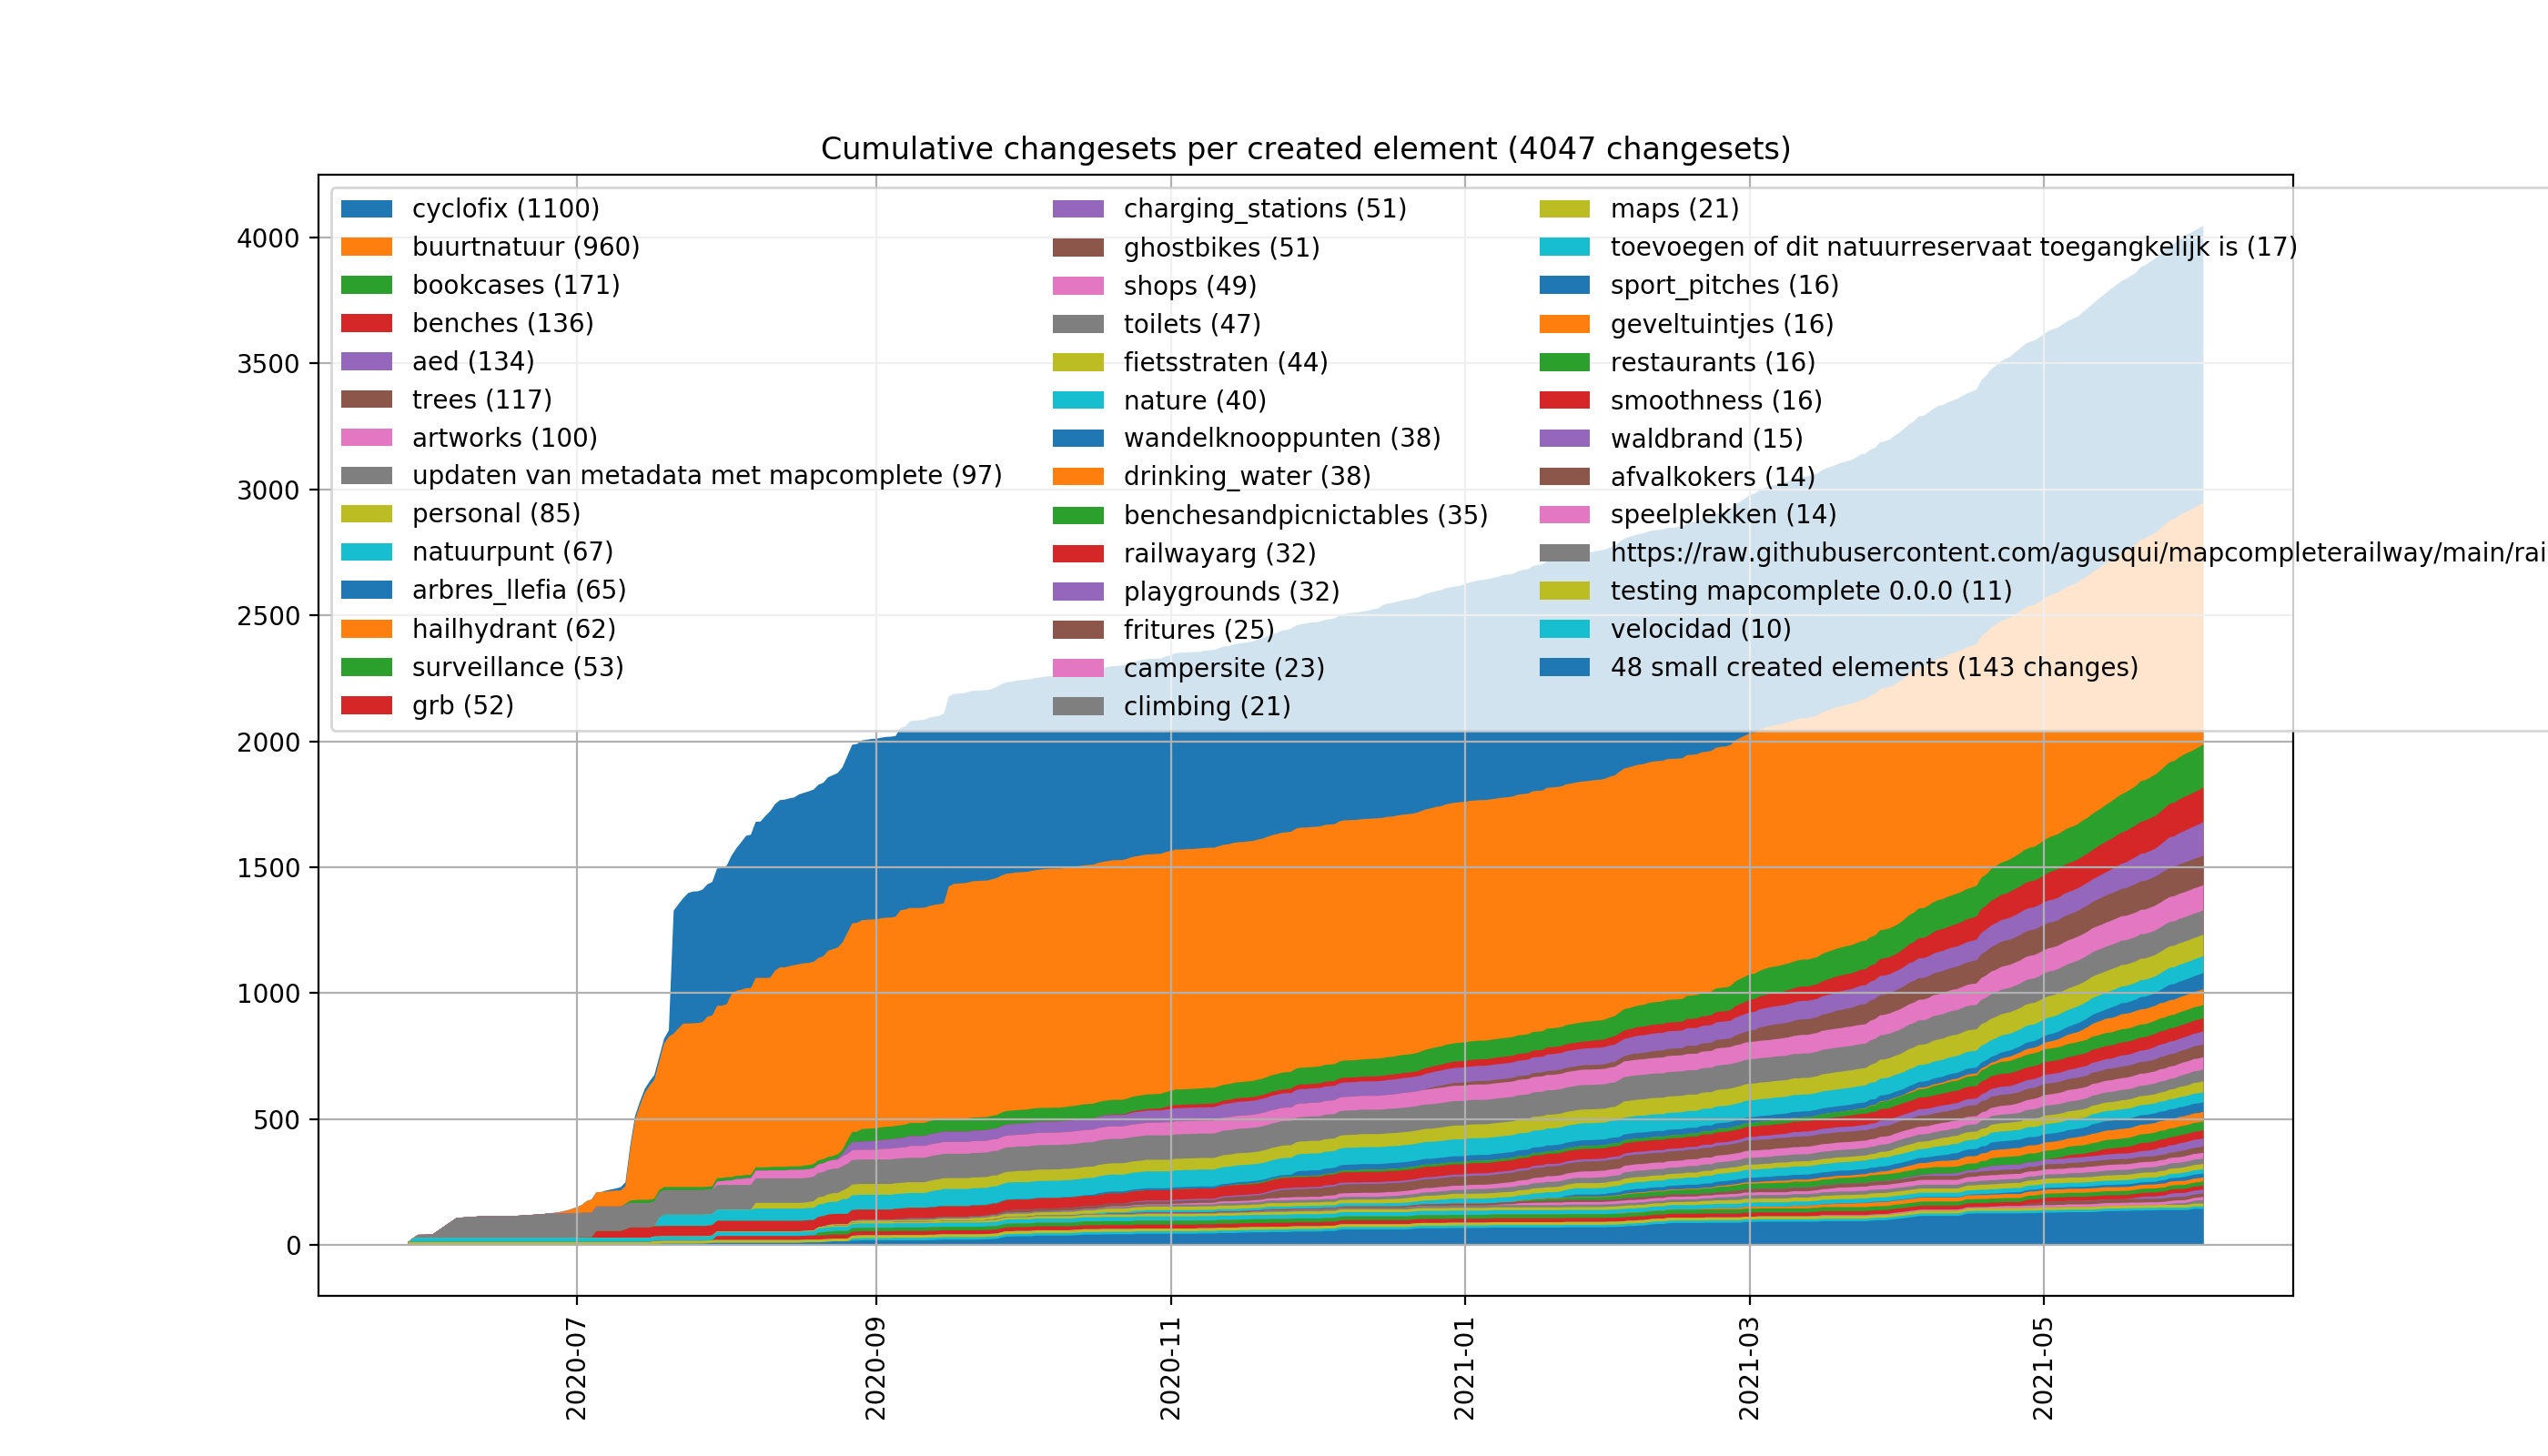 Cumulative changesets per created element (4047 changesets)
cyclofix (1100)
buurtnatuur (960)
bookcases (171)
benches (136)
aed (134)
trees (117)
artworks (100)
updaten van metadata met mapcomplete (97)
personal (85)
natuurpunt (67)
arbres_llefia (65)
hailhydrant (62)
surveillance (53)
grb (52)
charging_stations (51)
ghostbikes (51)
shops (49)
toilets (47)
fietsstraten (44)
nature (40)
wandelknooppunten (38)
drinking_water (38)
benchesandpicnictables (35)
railwayarg (32)
playgrounds (32)
fritures (25)
campersite (23)
climbing (21)
maps (21)
toevoegen of dit natuurreservaat toegangkelijk is (17)
sport_pitches (16)
geveltuintjes (16)
restaurants (16)
smoothness (16)
waldbrand (15)
afvalkokers (14)
speelplekken (14)
https://raw.githubusercontent.com/agusqui/mapcompleterailway/main/rai
testing mapcomplete 0.0.0 (11)
velocidad (10)
48 small created elements (143 changes)
4000
3500
3000
2500
2000
1500
1000
500
0
2020-07
2020-09
2020-11
2021-01
2021-03
2021-05